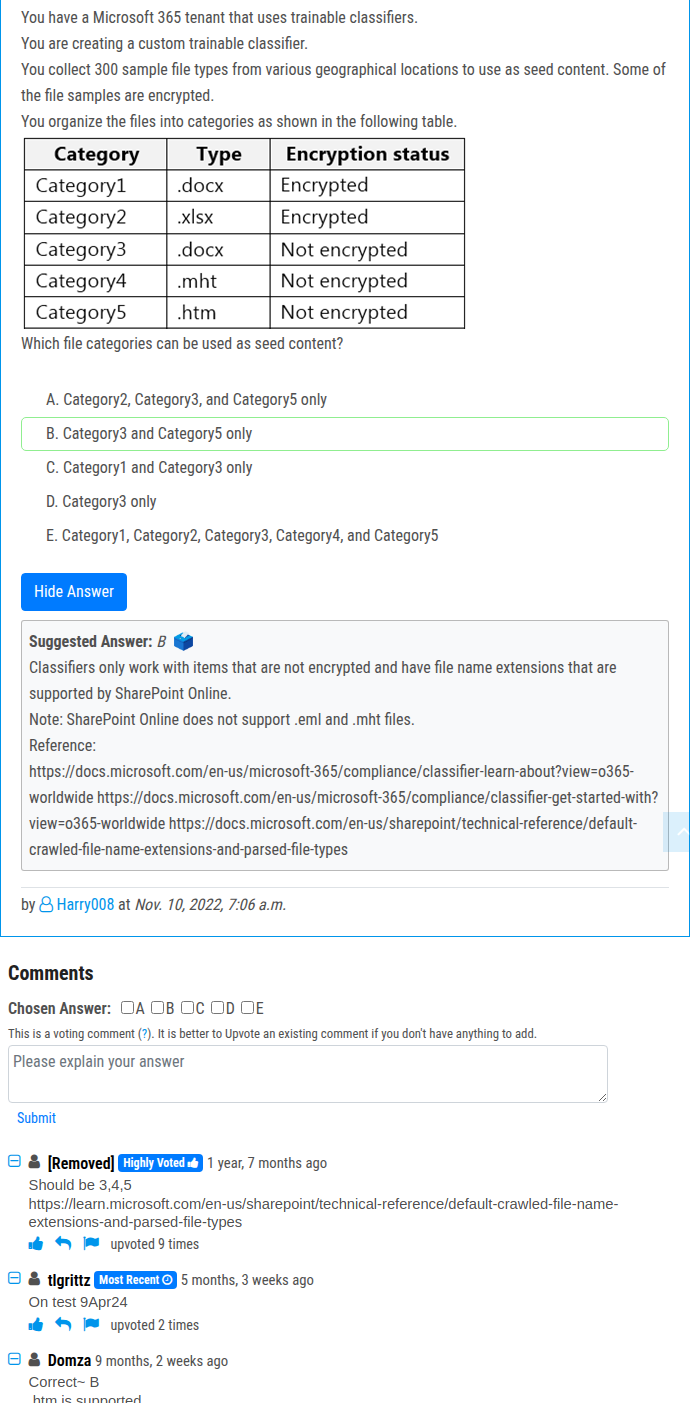 You have a Microsoft 365 tenant that uses trainable classifiers.
You are creating a custom trainable classifier.
You collect 300 sample file types from various geographical locations to use as seed content. Some of
the file samples are encrypted.
You organize the files into categories as shown in the following table.
Category Type Encryption status
Category1 .docx Encrypted
Category2 .xlsx Encrypted
Category3 .docx Not encrypted
Category4 .mht Not encrypted
Category5 .htm Not encrypted
Which file categories can be used as seed content?
A. Category2, Category3, and Category5 only
B. Category3 and Category5 only
C. Category1 and Category3 only
D. Category3 only
E. Category1, Category2, Category3, Category4, and Category5
Hide Answer
Suggested Answer: B
Classifiers only work with items that are not encrypted and have file name extensions that are
supported by SharePoint Online.
Note: SharePoint Online does not support .eml and .mht files.
Reference:
https://docs.microsoft.com/en-us/microsoft-365/compliance/classifier-learn-about?view=o365-
worldwide https://docs.microsoft.com/en-us/microsoft-365/compliance/classifier-get-started-with?
view=o365-worldwide https://docs.microsoft.com/en-us/sharepoint/technical-reference/default-
crawled-file-name-extensions-and-parsed-file-types
by Harry008 at Nov. 10, 2022, 7:06 a.m.
Comments
Chosen Answer: A B C D E
This is a voting comment (?). It is better to Upvote an existing comment if you don't have anything to add.
Please explain your answer
Submit
[Removed] Highly Voted 1 year, 7 months ago
Should be 3,4,5
https://learn.microsoft.com/en-us/sharepoint/technical-reference/default-crawled-file-name-
extensions-and-parsed-file-types
upvoted 9 times
tlgrittz Most Recent 5 months, 3 weeks ago
On test 9Apr24
upvoted 2 times
Domza 9 months, 2 weeks ago
Correct~ B
.htm is supported